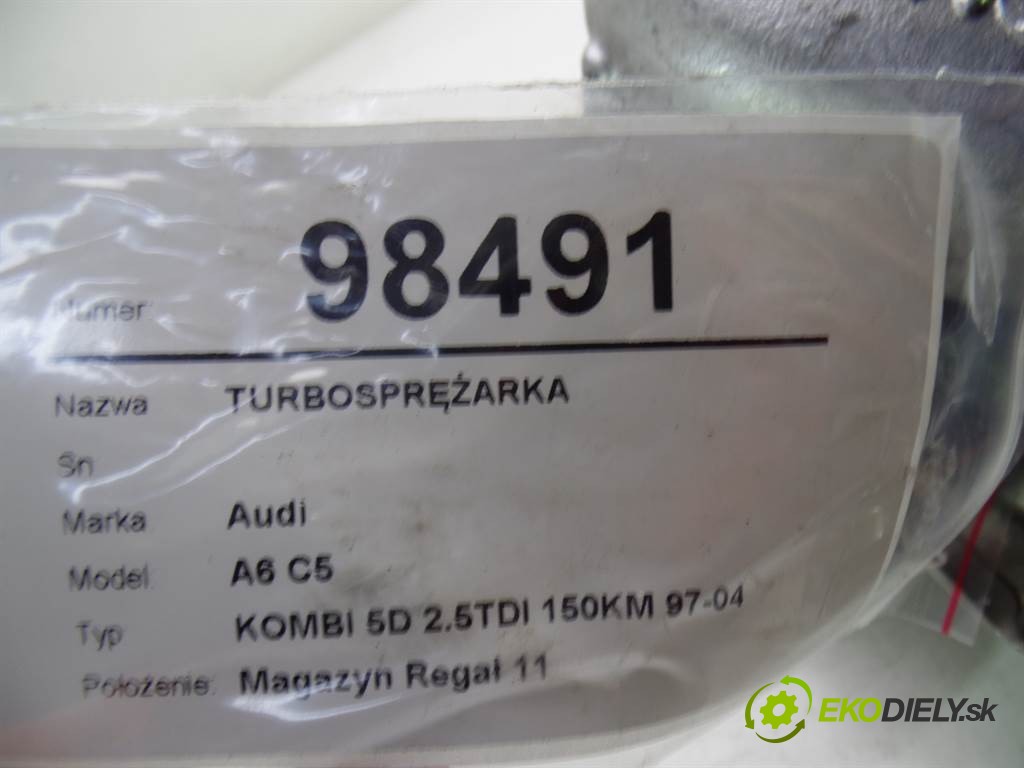 Numer: 98491
Nazwa TURBOSPRĘŻARKA
Sn
Marka Audi
Model A6 C5
Typ KOMBI 5D 2.5TDI 150KM 97-04
Położenie: Magazyn Regał 11
EKODIELY.sk